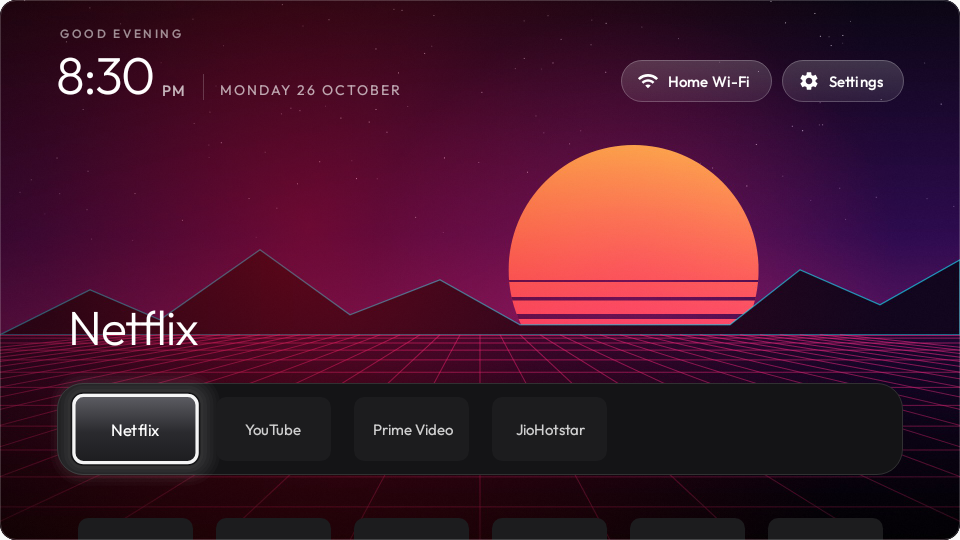 GOOD EVENING
8:30 PM
MONDAY 26 OCTOBER
Home Wi-Fi
Settings
Netflix
Netflix
YouTube
Prime Video
JioHotstar